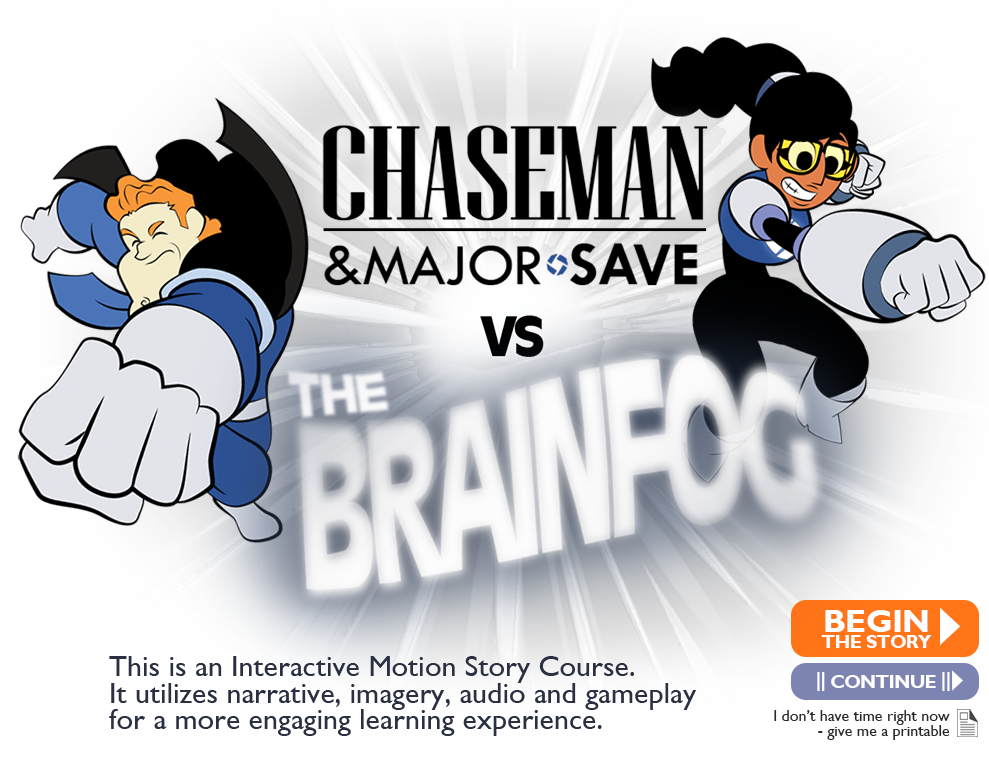 CHASEMAN
&MAJOR SAVE
VS
THE
BRAINFOG
This is an Interactive Motion Story Course.
It utilizes narrative, imagery, audio and gameplay
for a more engaging learning experience.
BEGIN
THE STORY
|| CONTINUE ||
I don't have time right now
- give me a printable